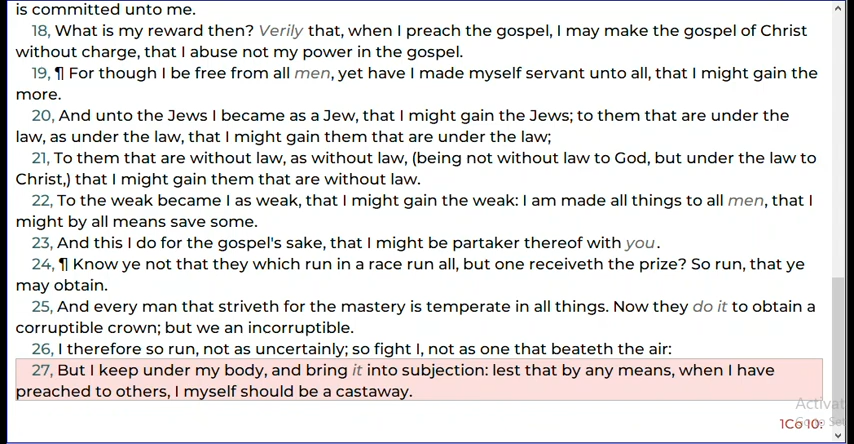 is committed unto me.
18, What is my reward then? Verily that, when I preach the gospel, I may make the gospel of Christ
without charge, that I abuse not my power in the gospel.
19, ¶ For though I be free from all men, yet have I made myself servant unto all, that I might gain the
more.
20, And unto the Jews I became as a Jew, that I might gain the Jews; to them that are under the
law, as under the law, that I might gain them that are under the law;
21, To them that are without law, as without law, (being not without law to God, but under the law to
Christ,) that I might gain them that are without law.
22, To the weak became I as weak, that I might gain the weak: I am made all things to all men, that I
might by all means save some.
23, And this I do for the gospel's sake, that I might be partaker thereof with you.
24, ¶ Know ye not that they which run in a race run all, but one receiveth the prize? So run, that ye
may obtain.
25, And every man that striveth for the mastery is temperate in all things. Now they do it to obtain a
corruptible crown; but we an incorruptible.
26, I therefore so run, not as uncertainly; so fight I, not as one that beateth the air:
27, But I keep under my body, and bring it into subjection: lest that by any means, when I have
preached to others, I myself should be a castaway.
Activat
1Co 10: